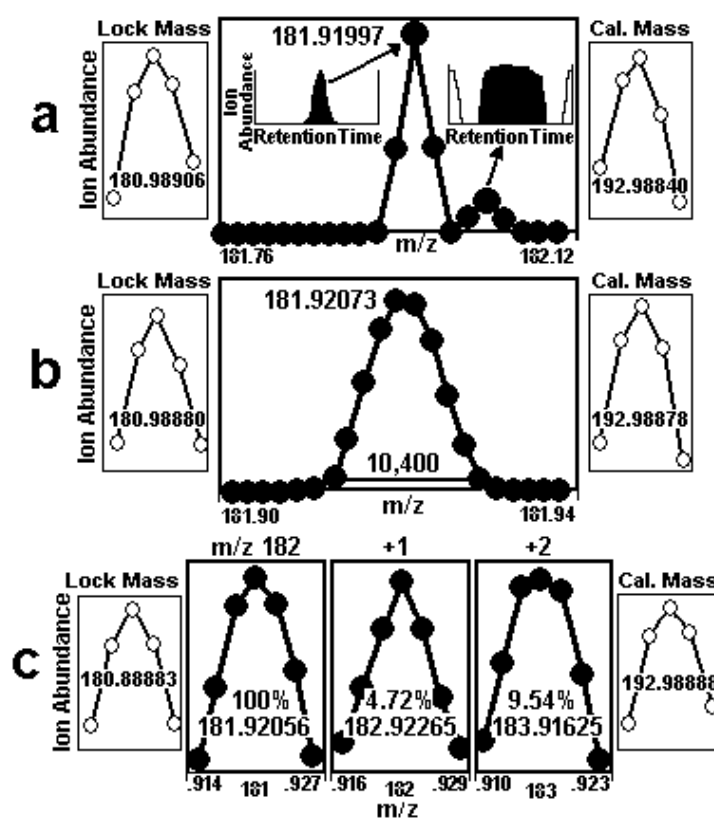 Lock Mass
Cal. Mass
a
Ion Abundance
180.98906
181.91997
Ion
Abundance
Retention Time
Retention Time
m/z
181.76
182.12
192.98840
Lock Mass
Cal. Mass
b
Ion Abundance
180.98880
181.92073
10,400
m/z
181.90
181.94
192.98878
m/z 182
+1
+2
Lock Mass
Cal. Mass
c
Ion Abundance
180.88883
100%
181.92056
4.72%
182.92265
9.54%
183.91625
192.98888
.914
181
.927
.916
182
.929
.910
183
.923
m/z